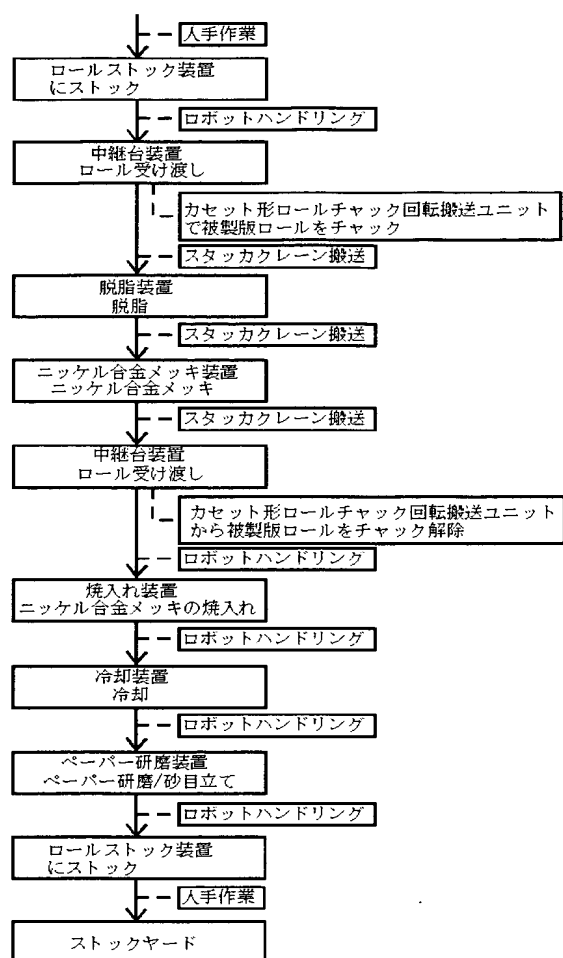 人手作業
ロールストック装置
にストック
ロボットハンドリング
中継台装置
ロール受け渡し
カセット形ロールチャック回転搬送ユニット
で被製版ロールをチャック
スタッカクレーン搬送
脱脂装置
脱脂
スタッカクレーン搬送
ニッケル合金メッキ装置
ニッケル合金メッキ
スタッカクレーン搬送
中継台装置
ロール受け渡し
カセット形ロールチャック回転搬送ユニット
から被製版ロールをチャック解除
ロボットハンドリング
焼入れ装置
ニッケル合金メッキの焼入れ
ロボットハンドリング
冷却装置
冷却
ロボットハンドリング
ペーパー研磨装置
ペーパー研磨/砂目立て
ロボットハンドリング
ロールストック装置
にストック
人手作業
ストックヤード